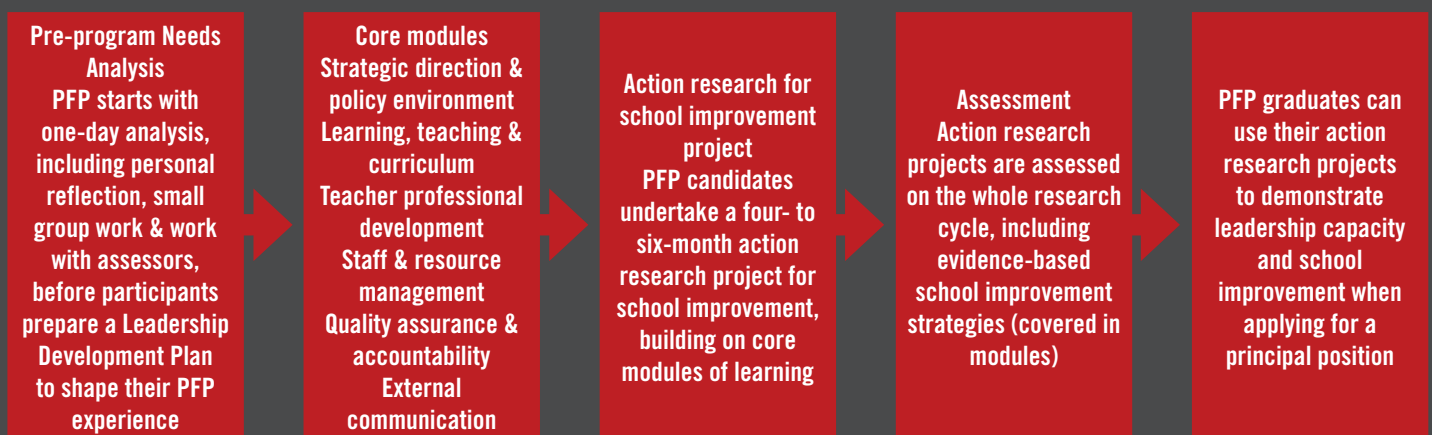 Pre-program Needs
Analysis
PFP starts with
one-day analysis,
including personal
reflection, small
group work & work
with assessors,
before participants
prepare a Leadership
Development Plan
to shape their PFP
experience
Core modules
Strategic direction &
policy environment
Learning, teaching &
curriculum
Teacher professional
development
Staff & resource
management
Quality assurance &
accountability
External
communication
Action research for
school improvement
project
PFP candidates
undertake a four- to
six-month action
research project for
school improvement,
building on core
modules of learning
Assessment
Action research
projects are assessed
on the whole research
cycle, including
evidence-based
school improvement
strategies (covered in
modules)
PFP graduates can
use their action
research projects
to demonstrate
leadership capacity
and school
improvement when
applying for a
principal position